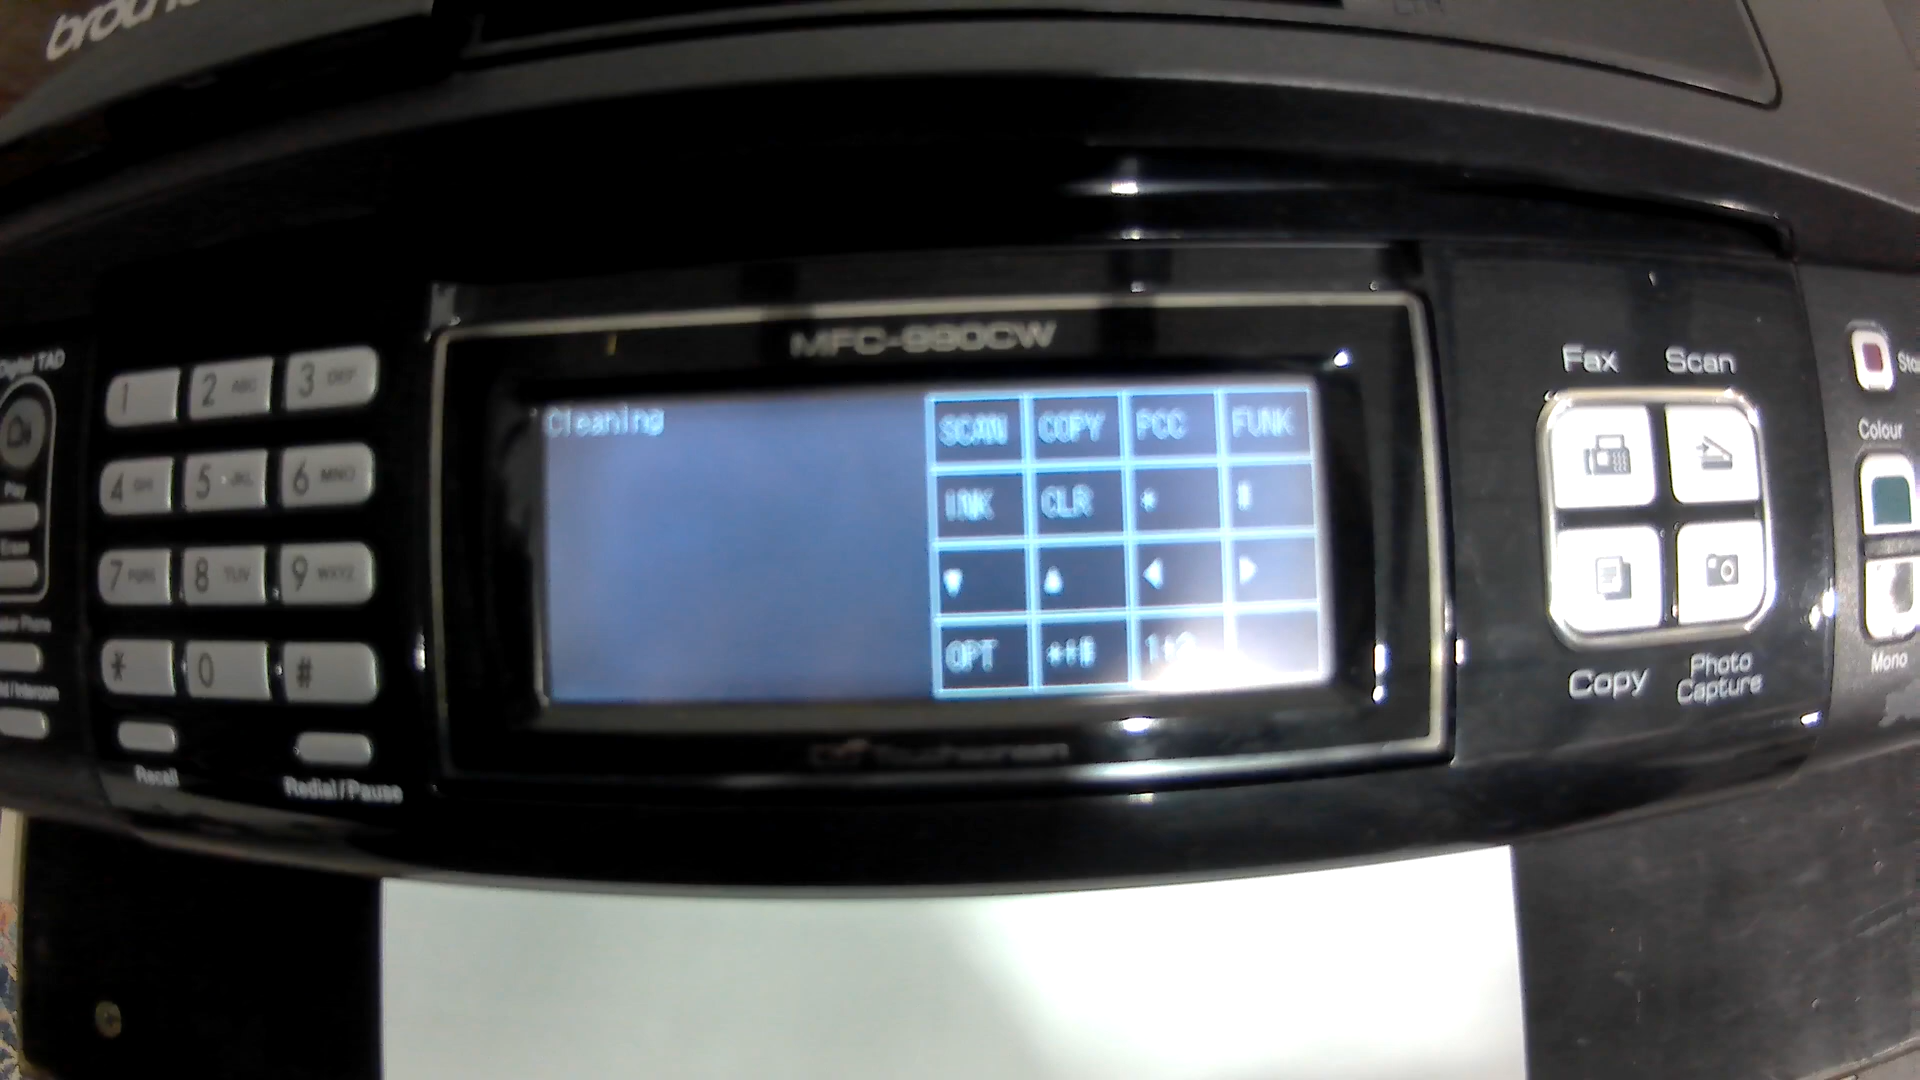 Digital TAD
Play
Erase
1
2 ABC
3 DEF
4 GHI
5 JKL
6 MNO
7 PQRS
8 TUV
9 WXYZ
*
0
#
Recall
Redial/Pause
MFC-990CW
Cleaning
SCAN COPY PCC FUNK
INK CLR * #
▼ ▲ ◀ ▶
OPT *+#
Touchscreen
Fax Scan
Copy Photo
Capture
Colour
Mono